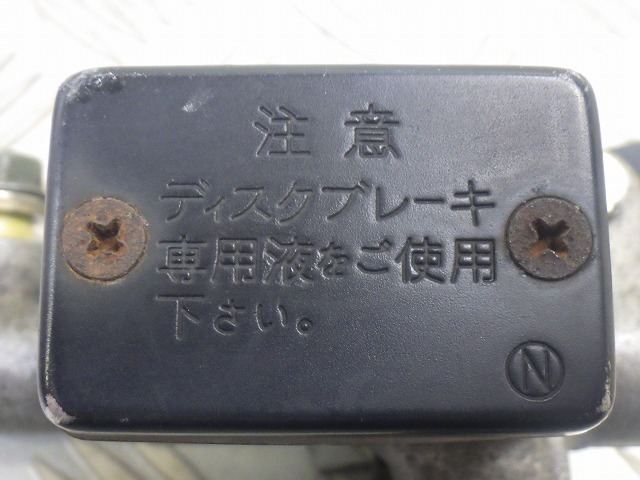 注意
ディスクブレーキ
専用液をご使用
下さい。
N